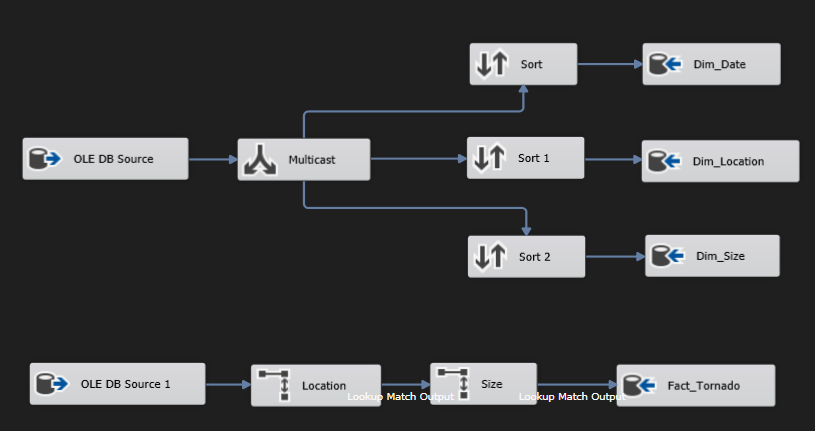 Sort
Dim_Date
OLE DB Source
Multicast
Sort 1
Dim_Location
Sort 2
Dim_Size
OLE DB Source 1
Location
Lookup Match Output
Size
Lookup Match Output
Fact_Tornado